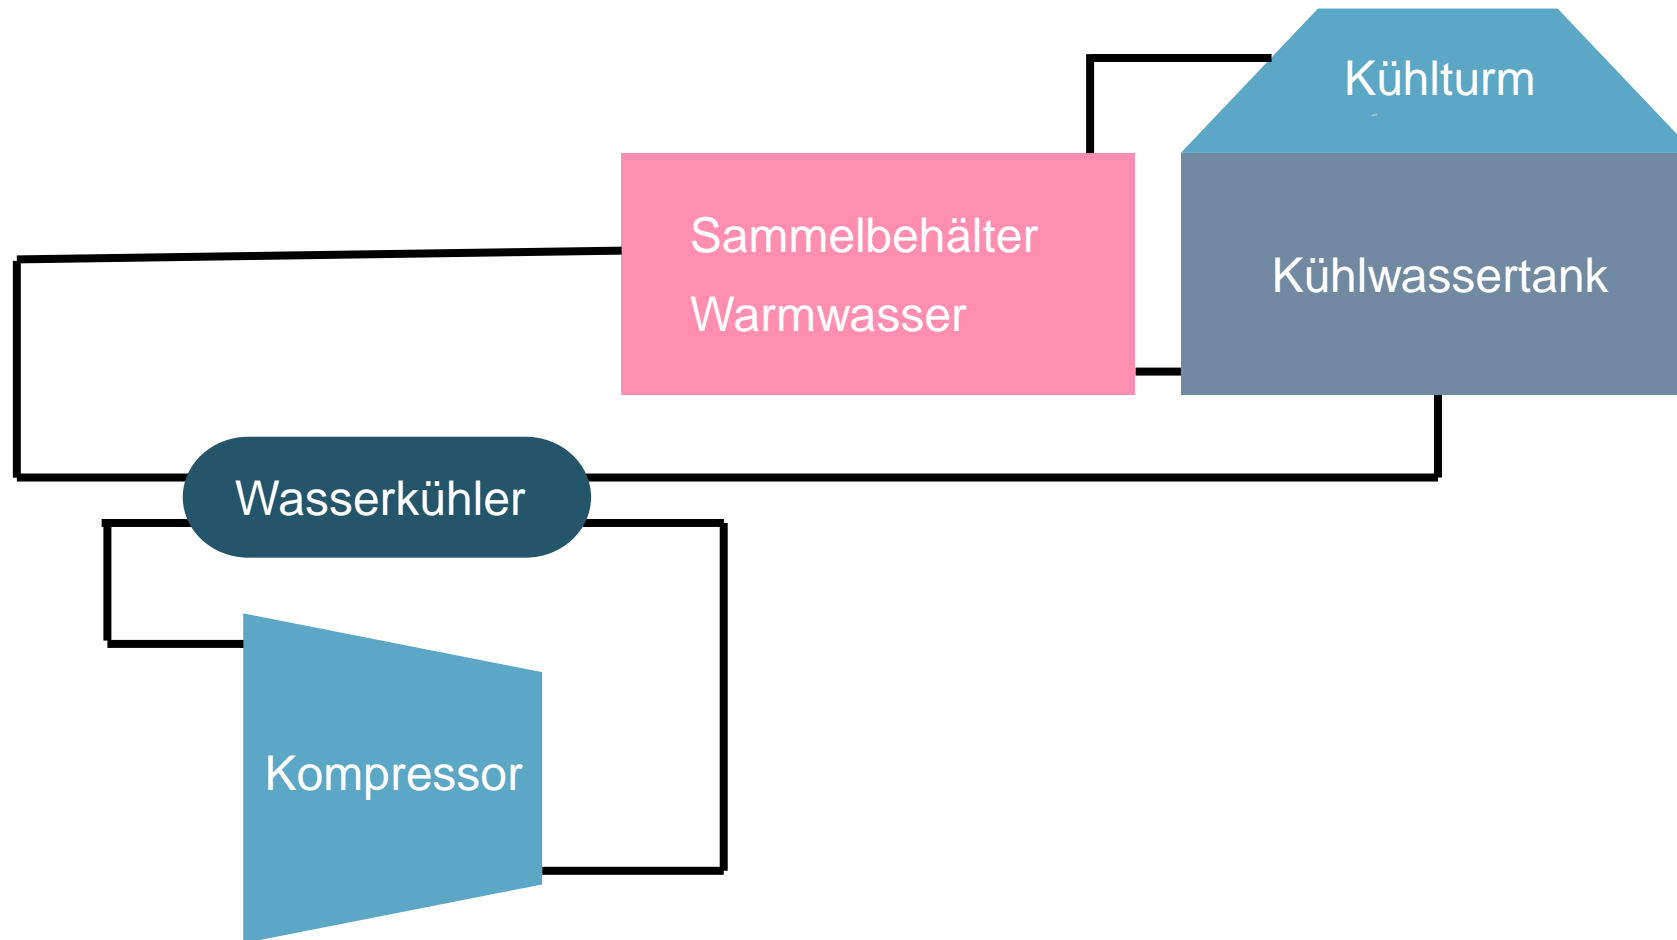 Kühlturm
Sammelbehälter
Warmwasser
Kühlwassertank
Wasserkühler
Kompressor